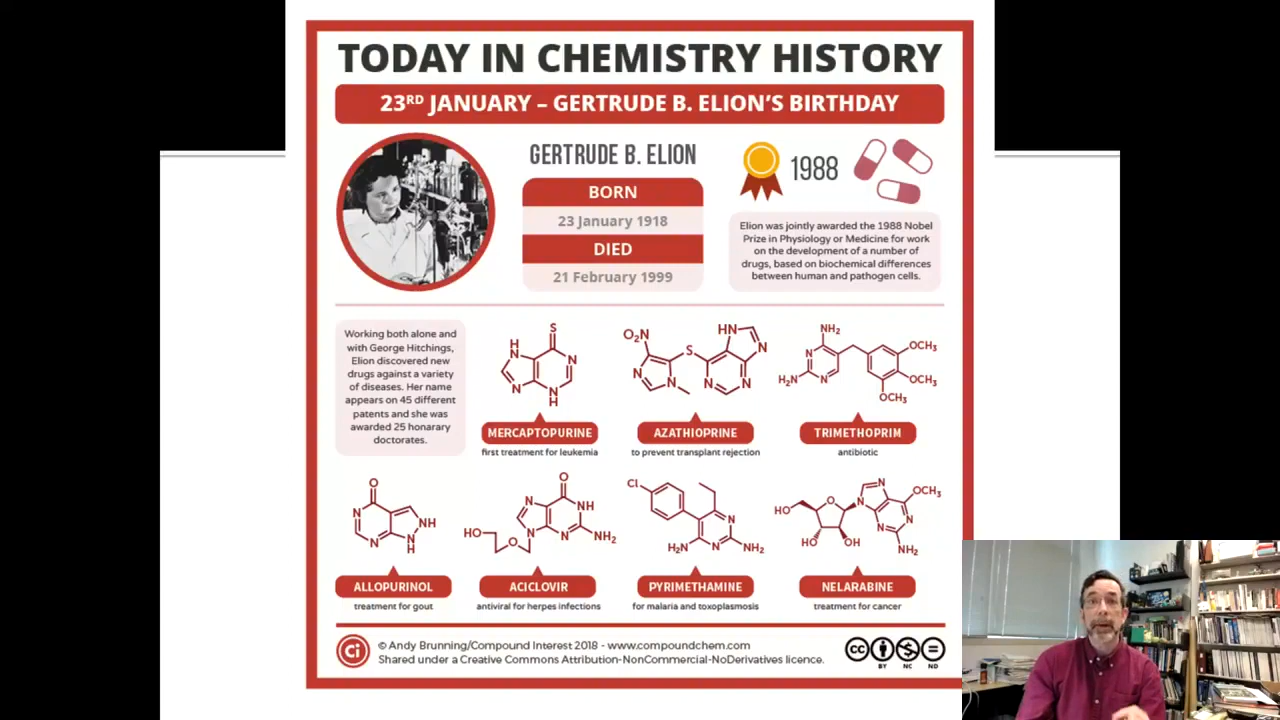 TODAY IN CHEMISTRY HISTORY
23RD JANUARY – GERTRUDE B. ELION'S BIRTHDAY
GERTRUDE B. ELION
BORN
23 January 1918
DIED
21 February 1999
1988
Elion was jointly awarded the 1988 Nobel
Prize in Physiology or Medicine for work
on the development of a number of
drugs, based on biochemical differences
between human and pathogen cells.
Working both alone and
with George Hitchings,
Elion discovered new
drugs against a variety
of diseases. Her name
appears on 45 different
patents and she was
awarded 25 honarary
doctorates.
S
H
N
N
N
N
H
MERCAPTOPURINE
first treatment for leukemia
O₂N
S
HN
N
N
N
N
N
AZATHIOPRINE
to prevent transplant rejection
NH₂
N
N
H₂N
OCH₃
OCH₃
OCH₃
TRIMETHOPRIM
antibiotic
O
N
N
NH
N
H
ALLOPURINOL
treatment for gout
O
N
NH
HO
N
N
NH₂
O
ACICLOVIR
antiviral for herpes infections
Cl
N
N
H₂N
NH₂
PYRIMETHAMINE
for malaria and toxoplasmosis
N
OCH₃
HO
O
N
N
N
HO
OH
NH₂
NELARABINE
treatment for cancer
Ci
© Andy Brunning/Compound Interest 2018 - www.compoundchem.com
Shared under a Creative Commons Attribution-NonCommercial-NoDerivatives licence.
cc
BY
NC
ND